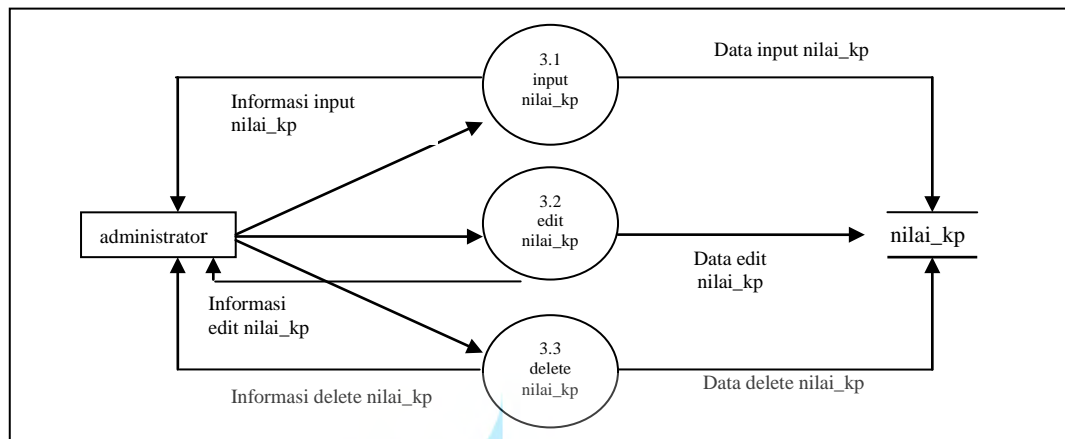 3.1
input
nilai_kp
Data input nilai_kp
Informasi input
nilai_kp
administrator
3.2
edit
nilai_kp
nilai_kp
Data edit
nilai_kp
Informasi
edit nilai_kp
3.3
delete
nilai_kp
Informasi delete nilai_kp
Data delete nilai_kp